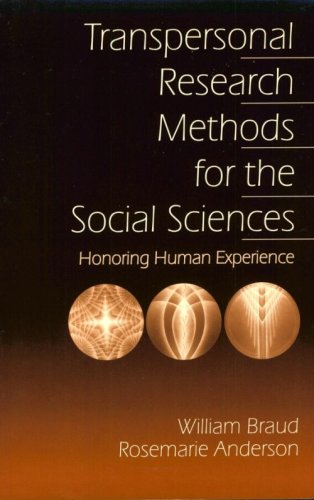 Transpersonal
Research
Methods
for the
Social Sciences
Honoring Human Experience
William Braud
Rosemarie Anderson